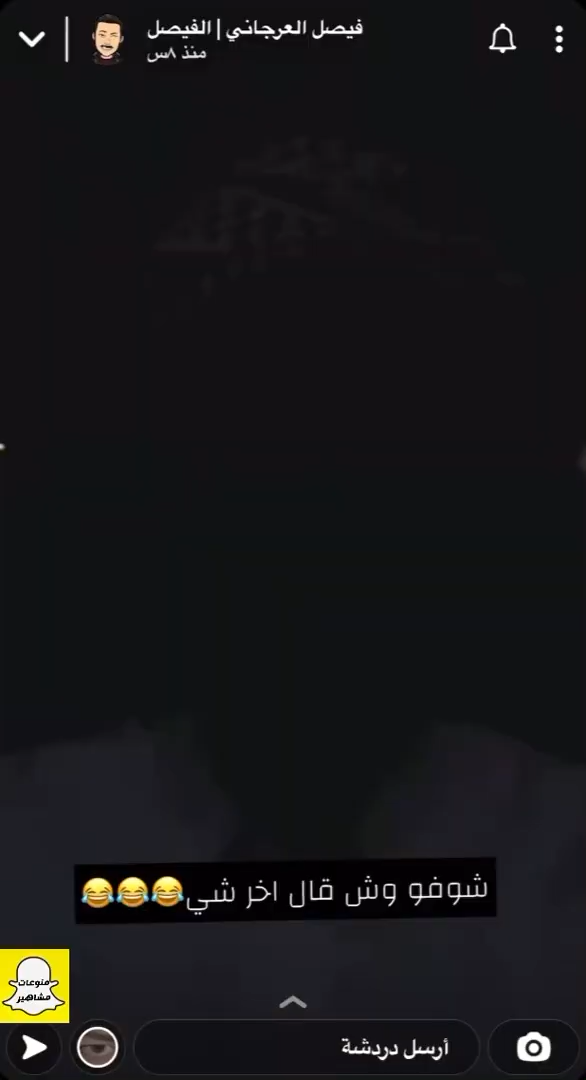 فيصل العرجاني | الفيصل
منذ ٨س
شوفو وش قال اخر شي😂😂😂
منوعات
مشاهير
أرسل دردشة